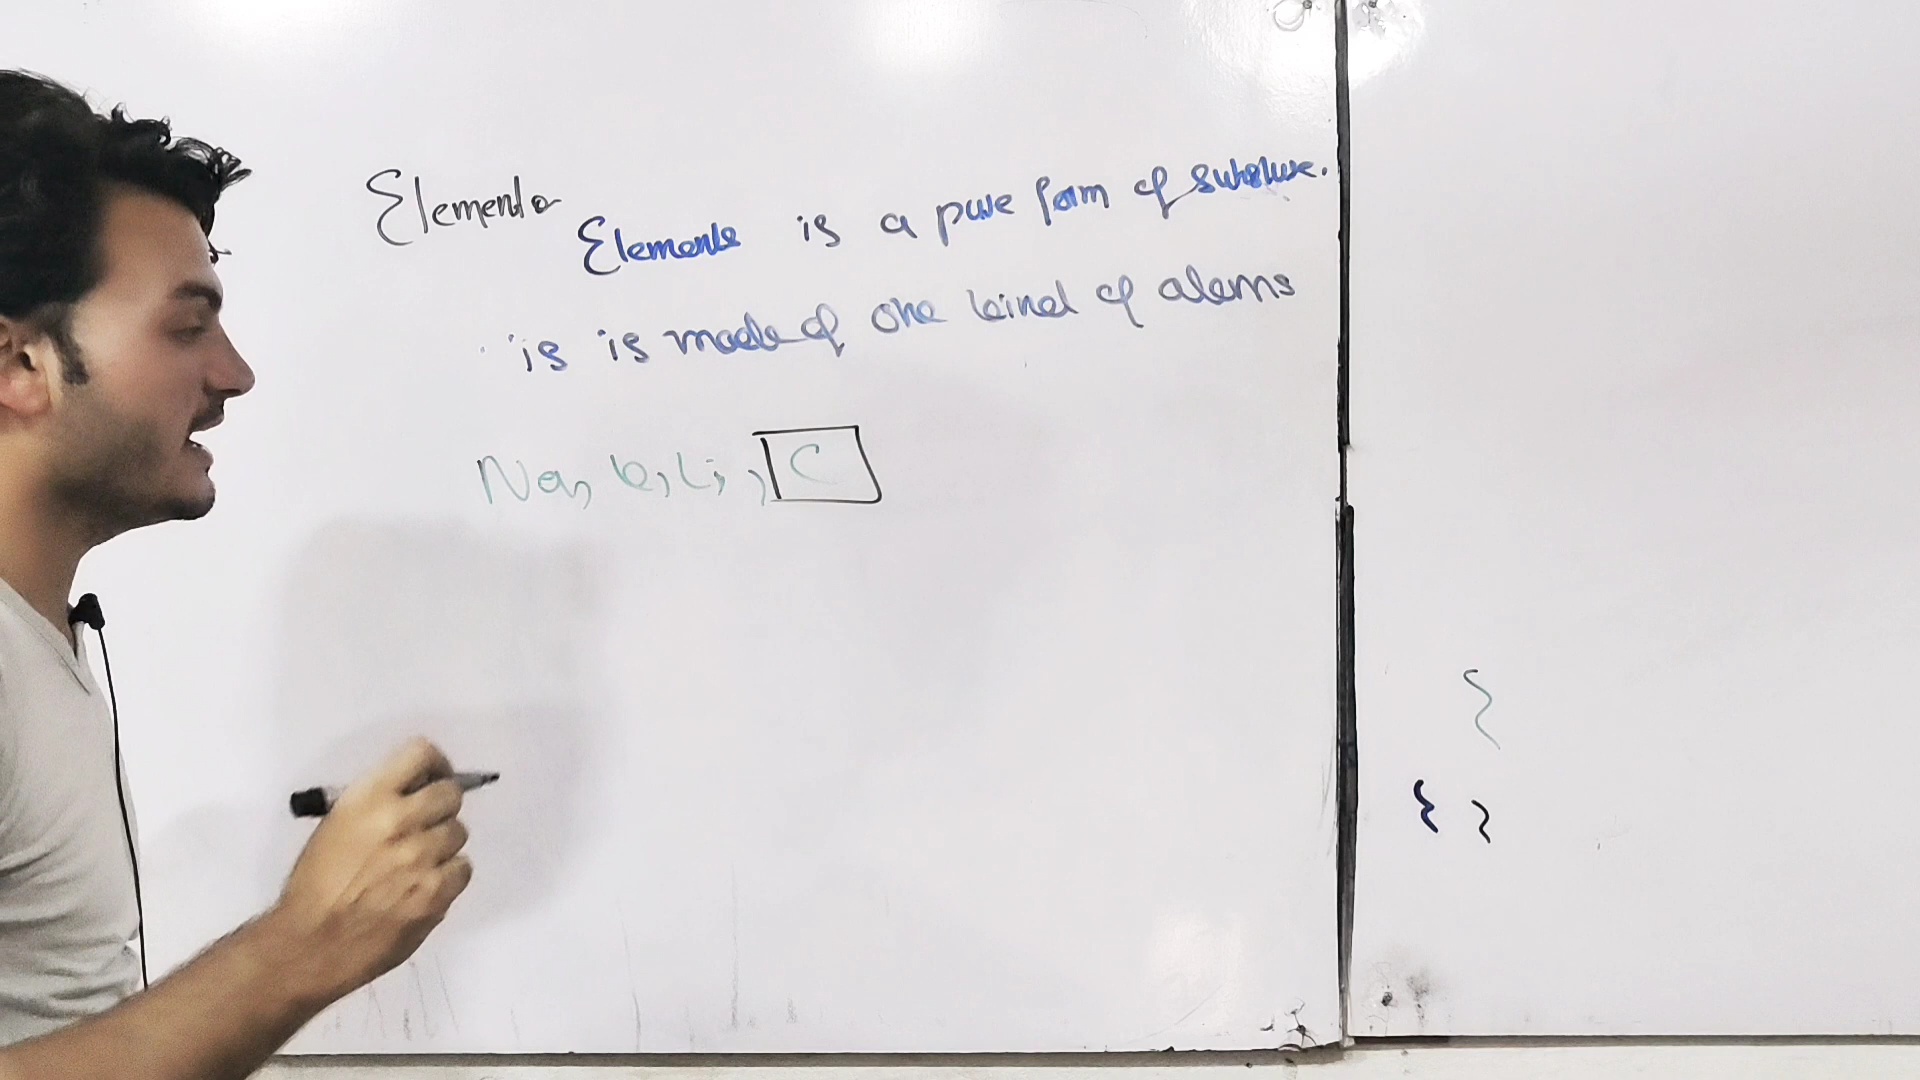 Elements
Elements is a pure form of substance.
is is made of one kind of atoms
Na, K, Li, , C